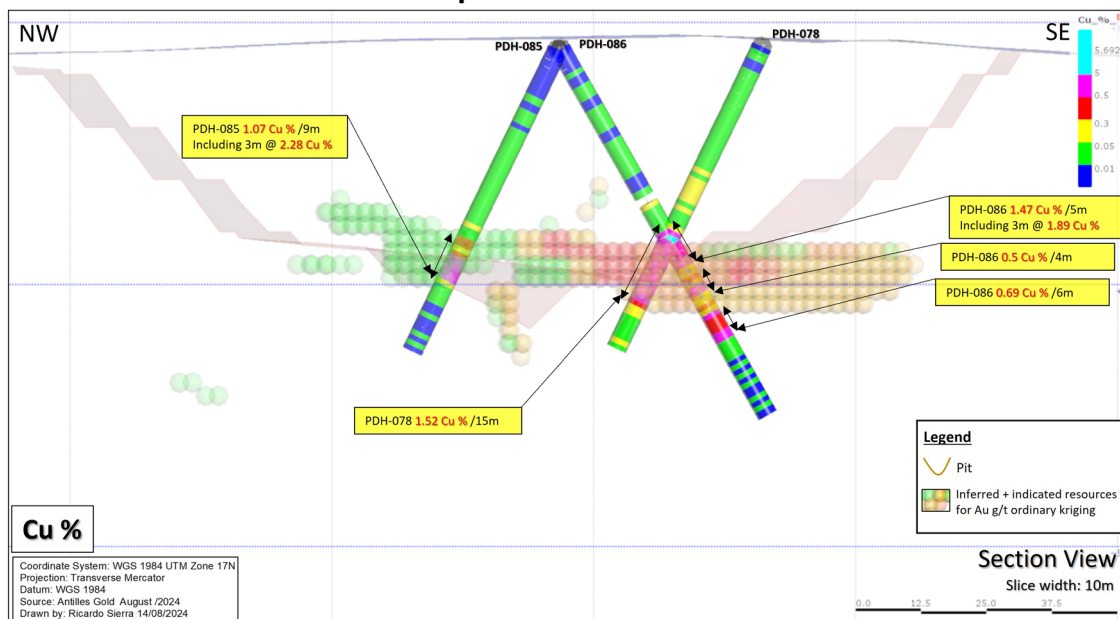 NW
SE
PDH-085
PDH-086
PDH-078
Cu_%_
5.692
5
0.5
0.3
0.05
0.01
PDH-085 1.07 Cu % /9m
Including 3m @ 2.28 Cu %
PDH-086 1.47 Cu % /5m
Including 3m @ 1.89 Cu %
PDH-086 0.5 Cu % /4m
PDH-086 0.69 Cu % /6m
PDH-078 1.52 Cu % /15m
Legend
Pit
Inferred + indicated resources
for Au g/t ordinary kriging
Cu %
Coordinate System: WGS 1984 UTM Zone 17N
Projection: Transverse Mercator
Datum: WGS 1984
Source: Antilles Gold August /2024
Drawn by: Ricardo Sierra 14/08/2024
Section View
Slice width: 10m
0.0 12.5 25.0 37.5